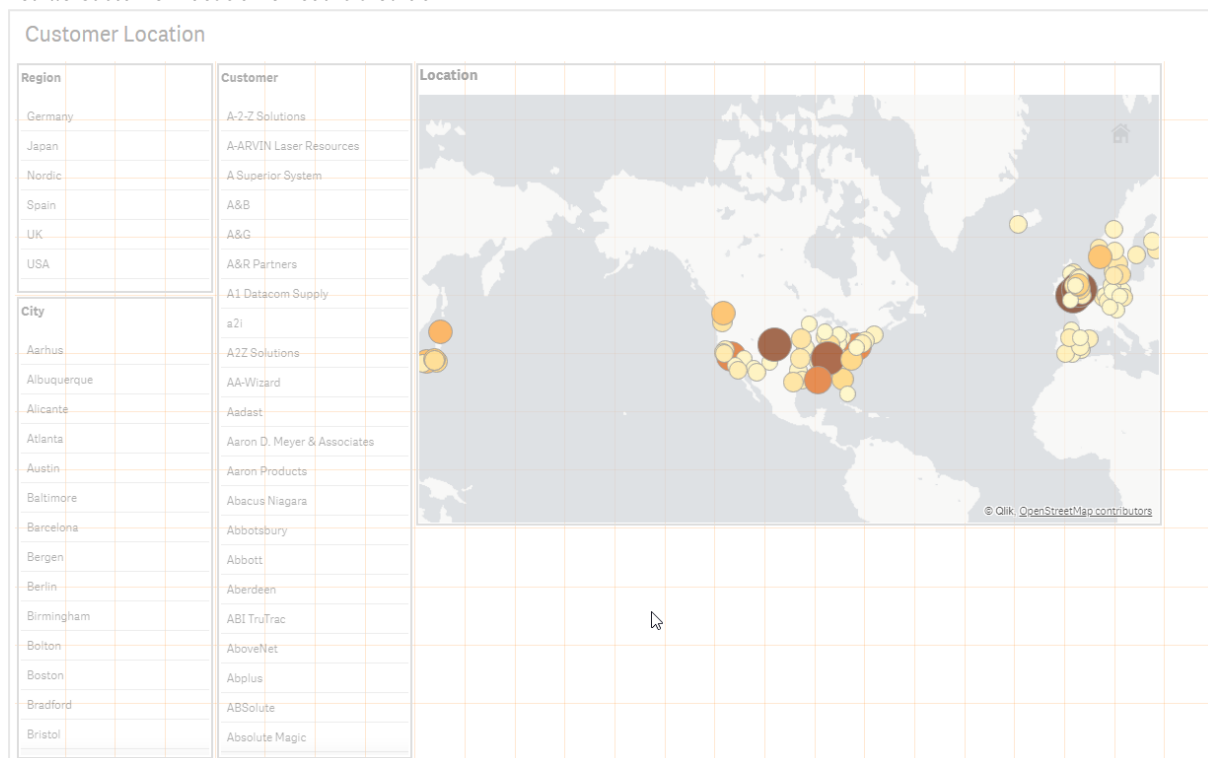 Customer Location
Region
Germany
Japan
Nordic
Spain
UK
USA
City
Aarhus
Albuquerque
Alicante
Atlanta
Austin
Baltimore
Barcelona
Bergen
Berlin
Birmingham
Bolton
Boston
Bradford
Bristol
Customer
A-2-Z Solutions
A-ARVIN Laser Resources
A Superior System
A&B
A&G
A&R Partners
A1 Datacom Supply
a2i
A2Z Solutions
AA-Wizard
Aadast
Aaron D. Meyer & Associates
Aaron Products
Abacus Niagara
Abbotsbury
Abbott
Aberdeen
ABI TruTrac
AboveNet
Abplus
ABSolute
Absolute Magic
Location
© Qlik, OpenStreetMap contributors